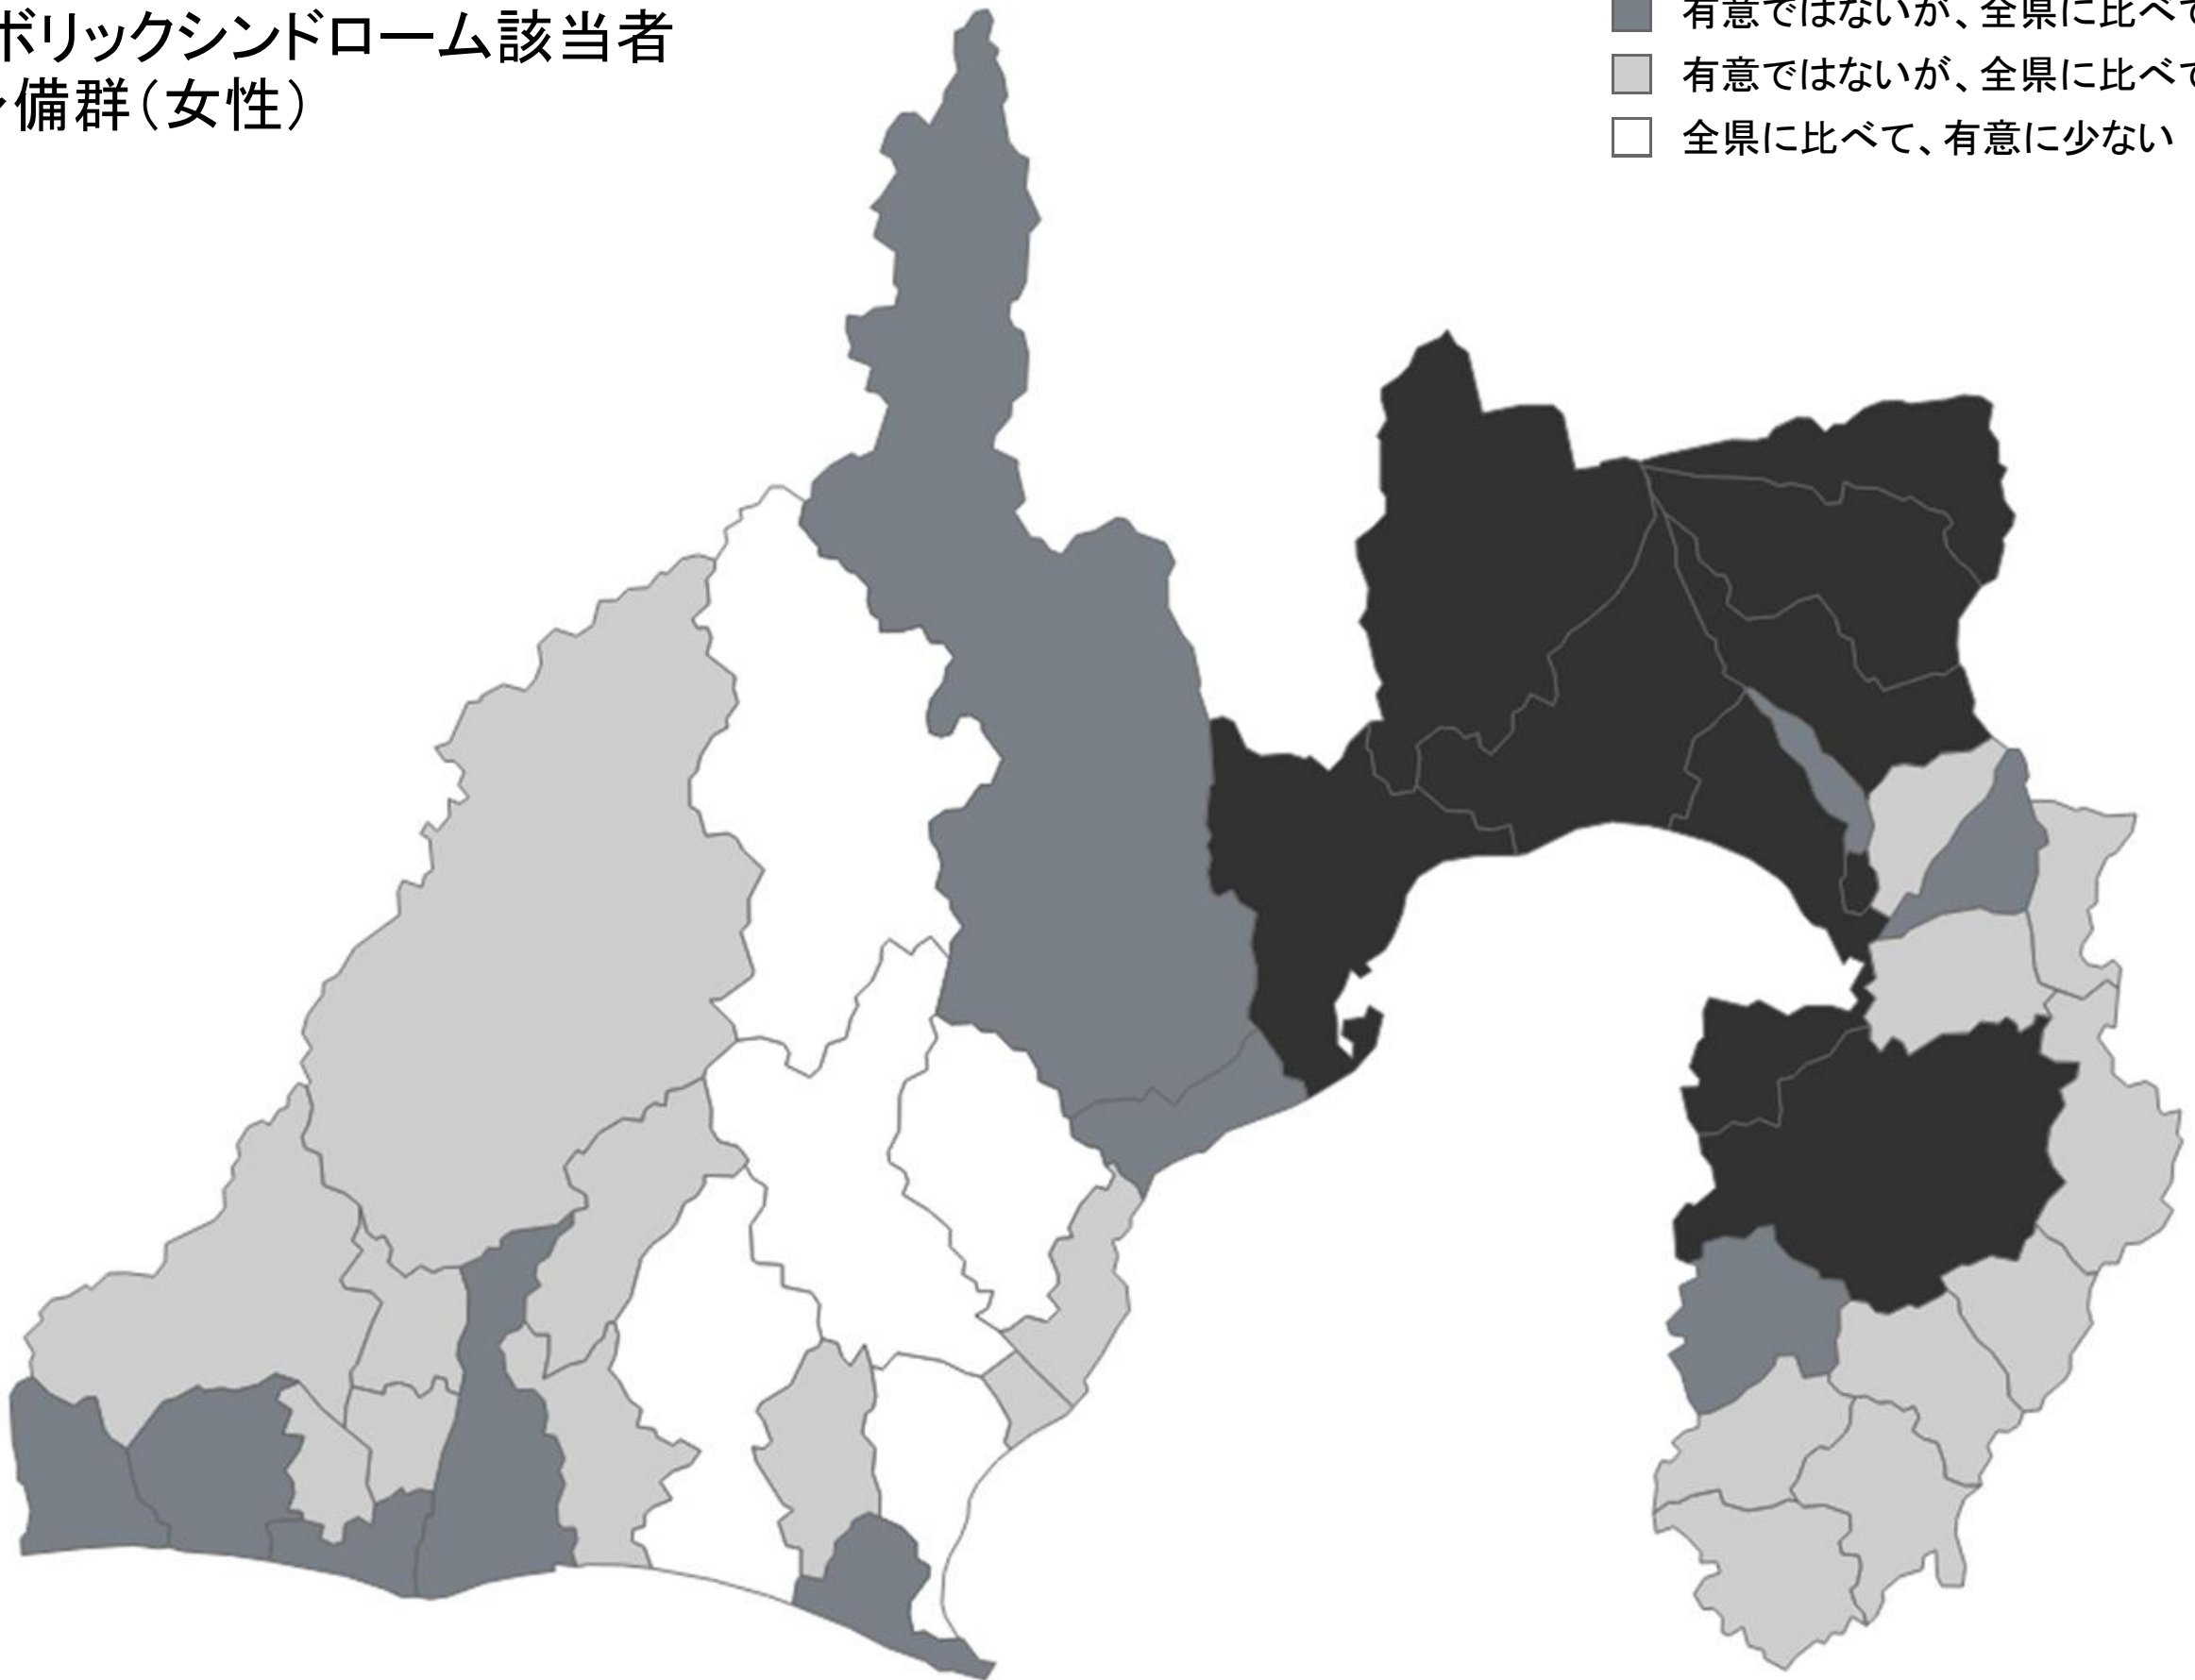 ボリックシンドローム該当者
備群（女性）
有意ではないが、全県に比べ
有意ではないが、全県に比べて
全県に比べて、有意に少ない